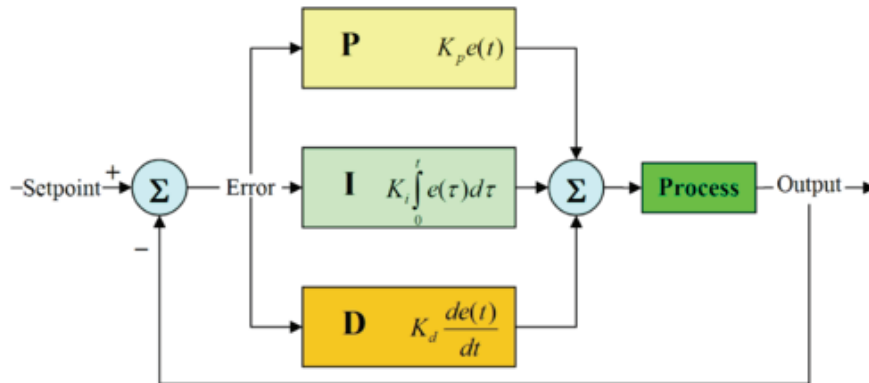 P K_p e(t)
+
–Setpoint
Σ
Error
I K_i ∫_0^t e(τ)dτ
Σ
Process
Output
–
D K_d de(t)/dt